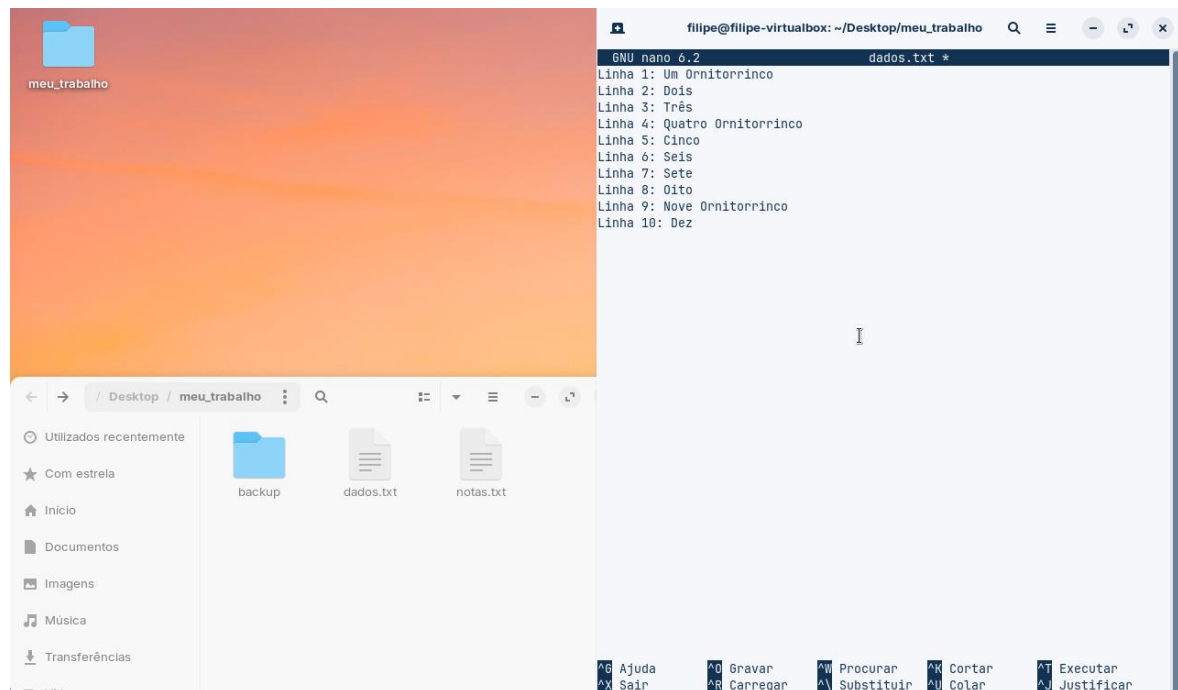 meu_trabalho
filipe@filipe-virtualbox: ~/Desktop/meu_trabalho
GNU nano 6.2 dados.txt *
Linha 1: Um Ornitorrinco
Linha 2: Dois
Linha 3: Três
Linha 4: Quatro Ornitorrinco
Linha 5: Cinco
Linha 6: Seis
Linha 7: Sete
Linha 8: Oito
Linha 9: Nove Ornitorrinco
Linha 10: Dez
^G Ajuda ^O Gravar ^W Procurar ^K Cortar ^T Executar
^X Sair ^R Carregar ^\ Substituir ^U Colar ^J Justificar
/ Desktop / meu_trabalho
Utilizados recentemente
Com estrela
Início
Documentos
Imagens
Música
Transferências
backup dados.txt notas.txt